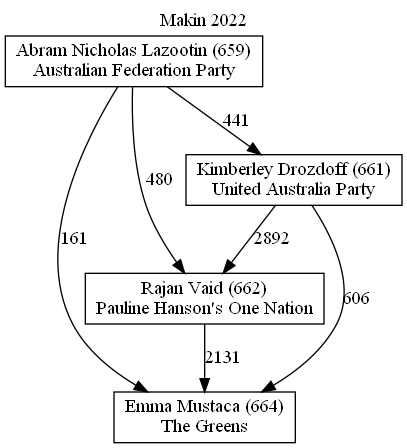 Makin 2022
Abram Nicholas Lazootin (659)
Australian Federation Party
441
Kimberley Drozdoff (661)
United Australia Party
480
161
2892
Rajan Vaid (662)
Pauline Hanson's One Nation
606
2131
Emma Mustaca (664)
The Greens